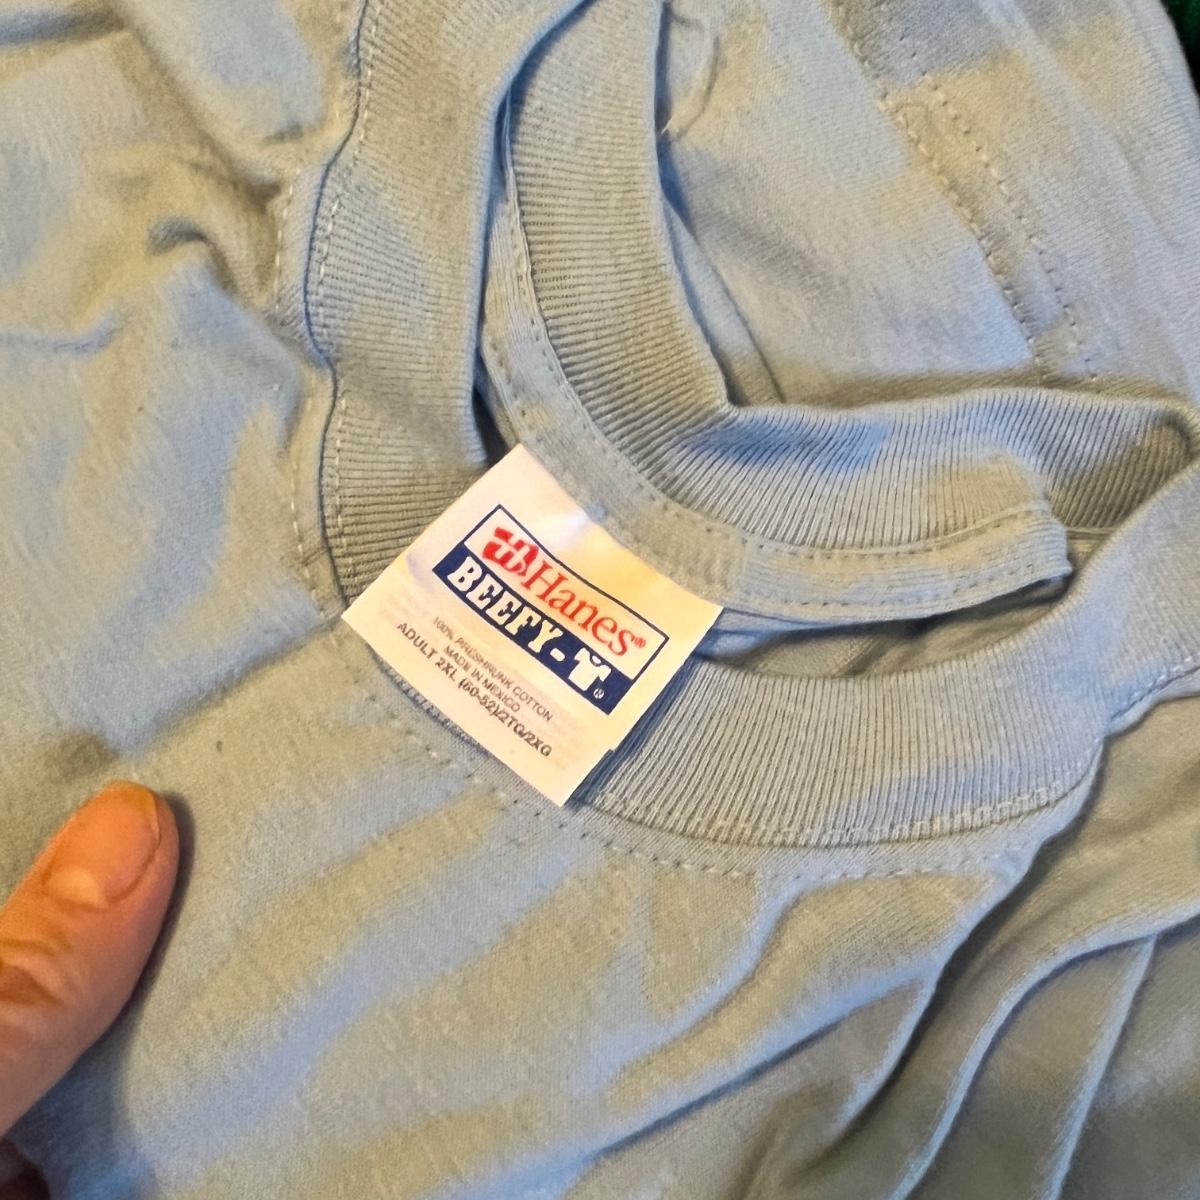 Hanes®
BEEFY-T®
100% PRESHRUNK COTTON
MADE IN MEXICO
ADULT 2XL (50-52)/2TG/2XG